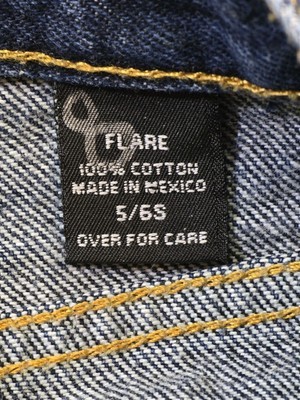 FLARE
100% COTTON
MADE IN MEXICO
5/6S
OVER FOR CARE